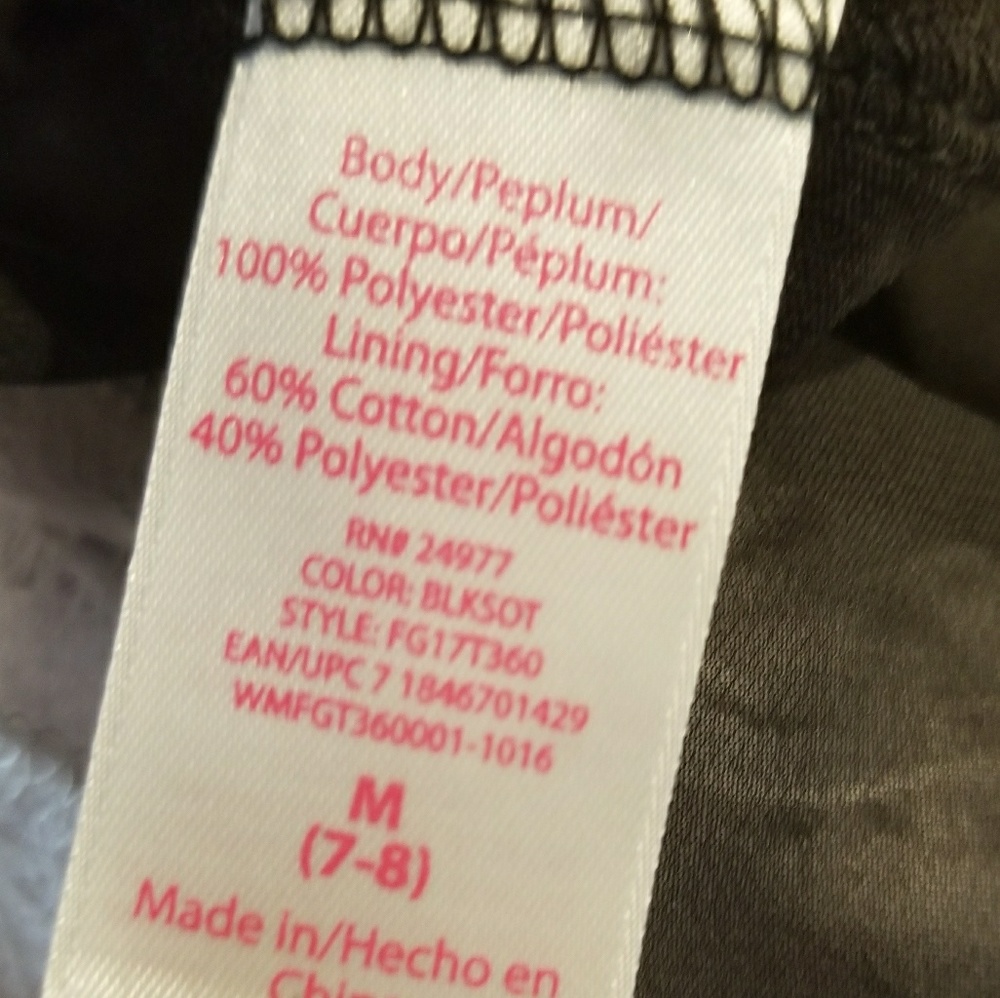 Body/Peplum/
Cuerpo/Péplum:
100% Polyester/Poliéster
Lining/Forro:
60% Cotton/Algodón
40% Polyester/Poliéster
RN# 24977
COLOR: BLKSOT
STYLE: FG17T360
EAN/UPC 7 1846701429
WMFGT360001-1016
M
(7-8)
Made in/Hecho en